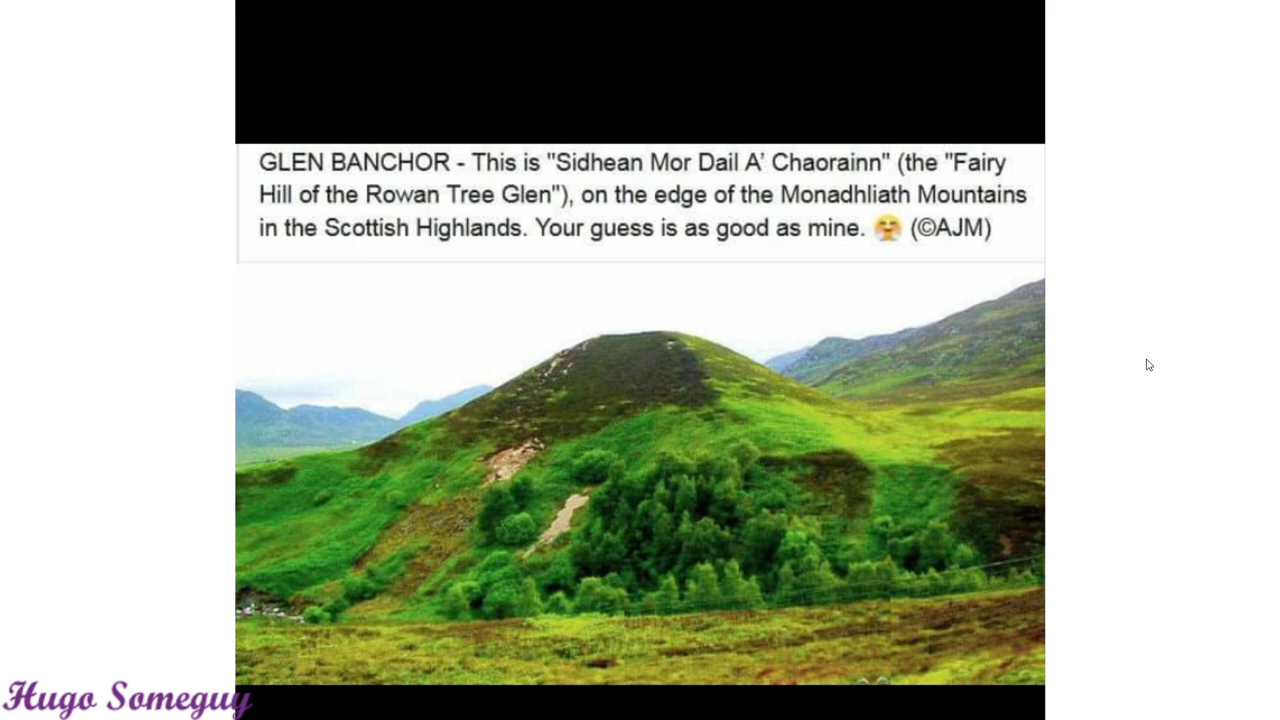 GLEN BANCHOR - This is "Sidhean Mor Dail A' Chaorainn" (the "Fairy
Hill of the Rowan Tree Glen"), on the edge of the Monadhliath Mountains
in the Scottish Highlands. Your guess is as good as mine. 🤗 (©AJM)
Hugo Someguy